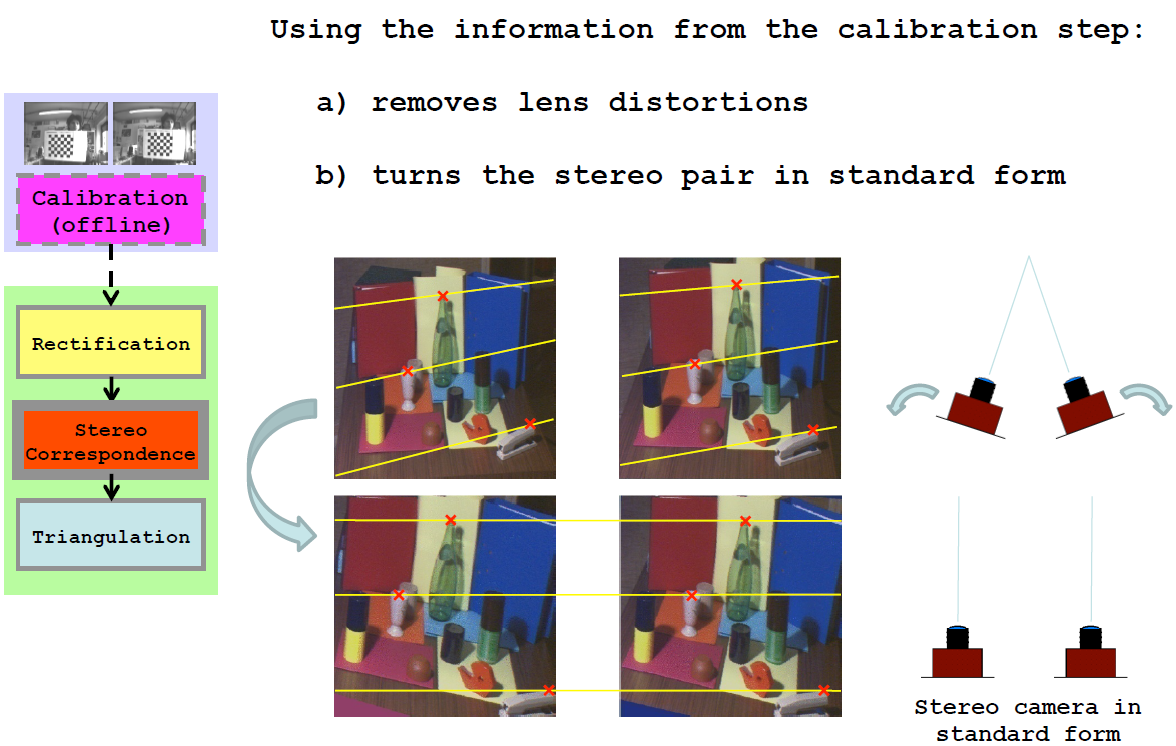 Using the information from the calibration step:
a) removes lens distortions
b) turns the stereo pair in standard form
Calibration
(offline)
Rectification
Stereo
Correspondence
Triangulation
Stereo camera in
standard form